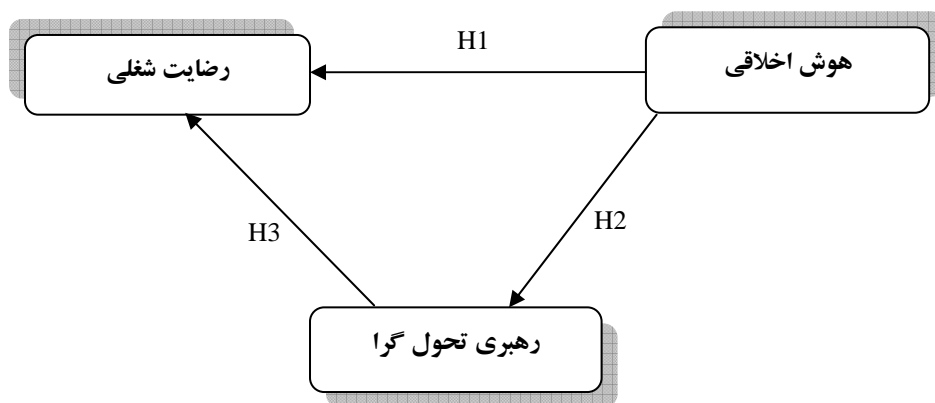 هوش اخلاقی
H1
رضایت شغلی
H2
H3
رهبری تحول گرا